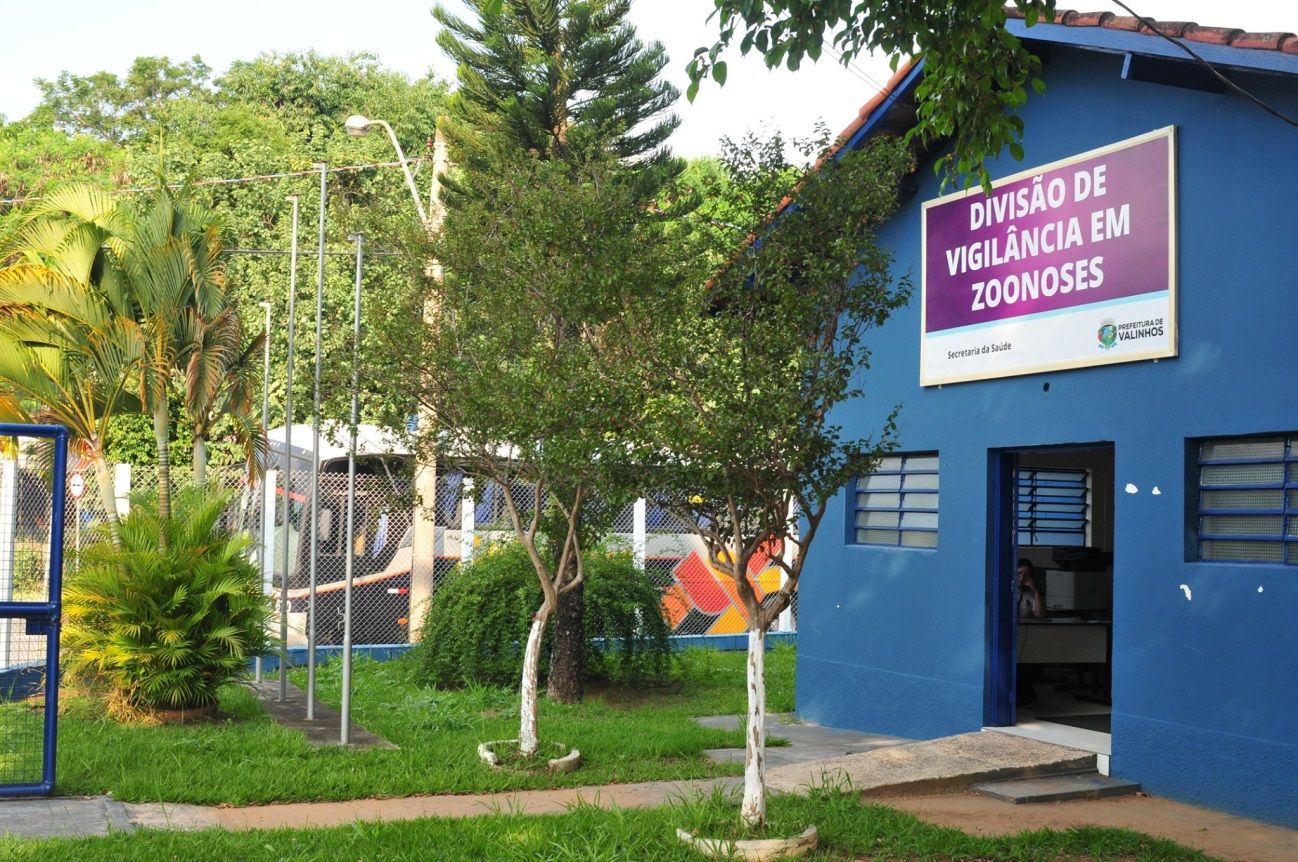 DIVISÃO DE
VIGILÂNCIA EM
ZOONOSES
Secretaria da Saúde
PREFEITURA DE
VALINHOS